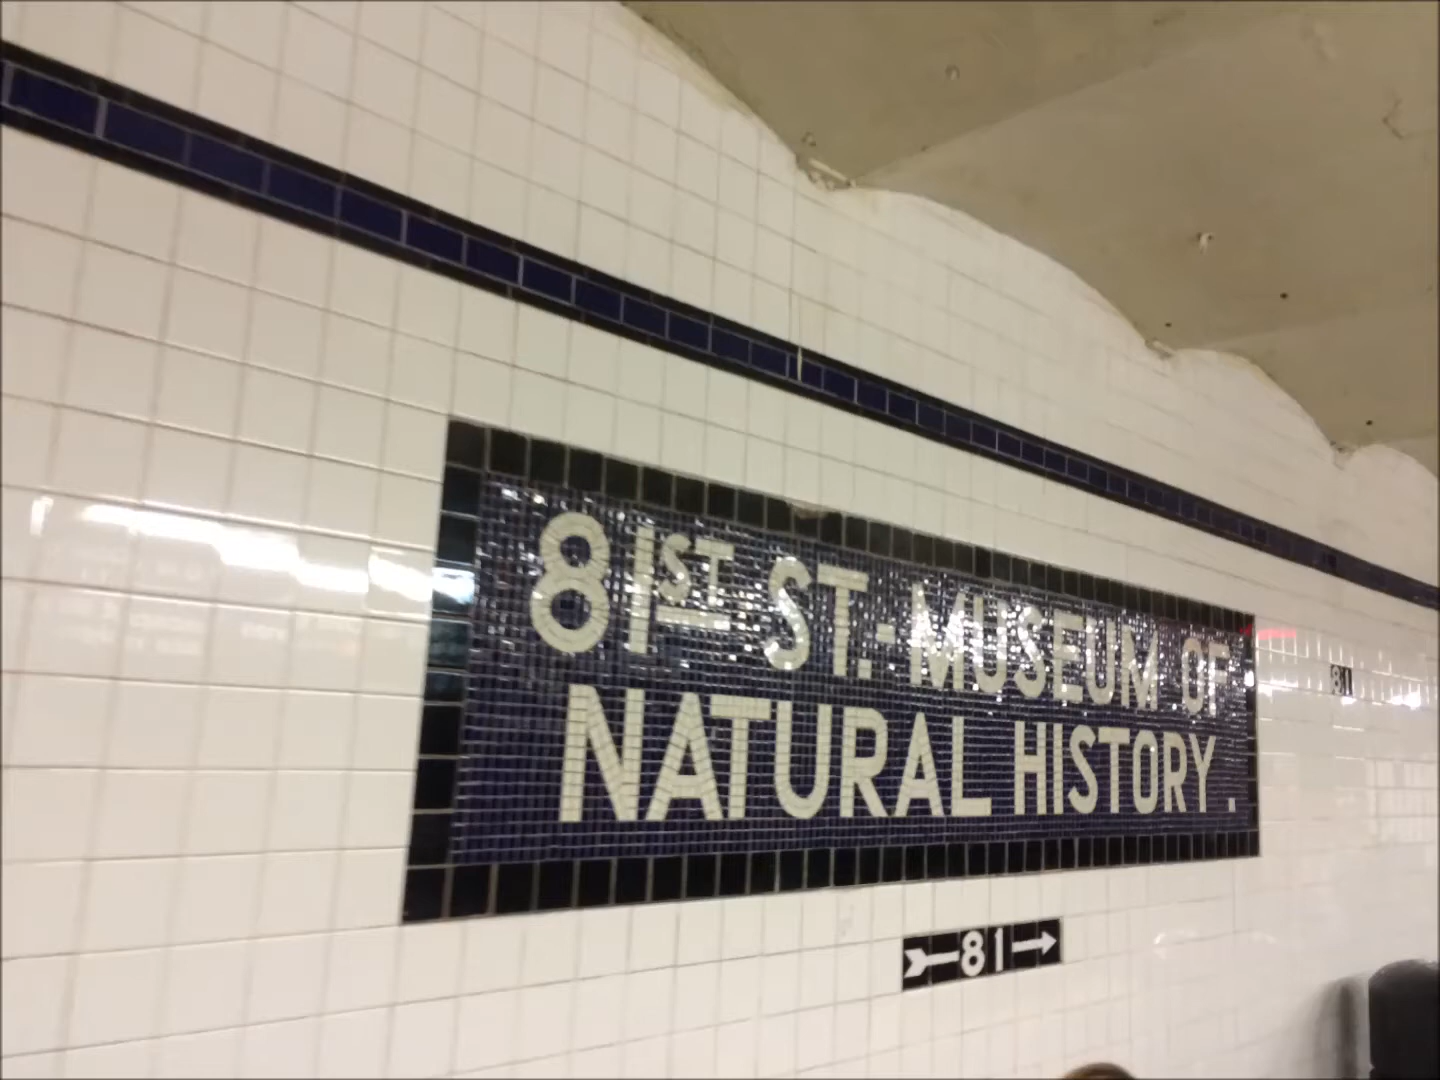 81ST ST.-MUSEUM OF
NATURAL HISTORY.
81
81